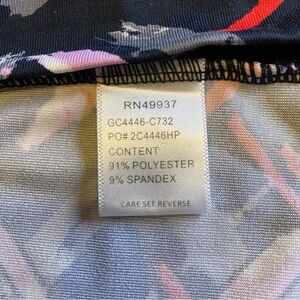 RN49937
GC4446-C732
PO# 2C4446HP
CONTENT
91% POLYESTER
9% SPANDEX
CARE SEE REVERSE